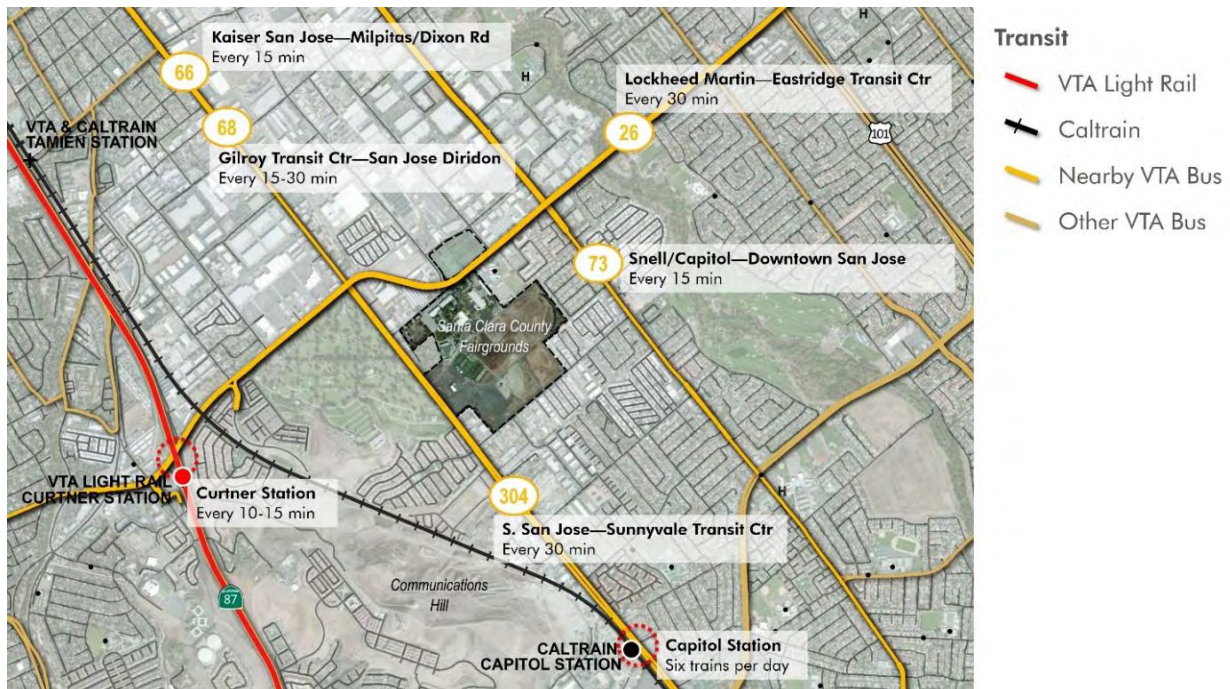 Kaiser San Jose—Milpitas/Dixon Rd
Every 15 min
66
H
H
Lockheed Martin—Eastridge Transit Ctr
Every 30 min
26
101
VTA & CALTRAIN
TAMIEN STATION
68
Gilroy Transit Ctr—San Jose Diridon
Every 15-30 min
73
Snell/Capitol—Downtown San Jose
Every 15 min
Santa Clara County
Fairgrounds
VTA LIGHT RAIL
CURTNER STATION
Curtner Station
Every 10-15 min
304
S. San Jose—Sunnyvale Transit Ctr
Every 30 min
H
Communications
Hill
87
CALTRAIN
CAPITOL STATION
Capitol Station
Six trains per day
Transit
VTA Light Rail
Caltrain
Nearby VTA Bus
Other VTA Bus